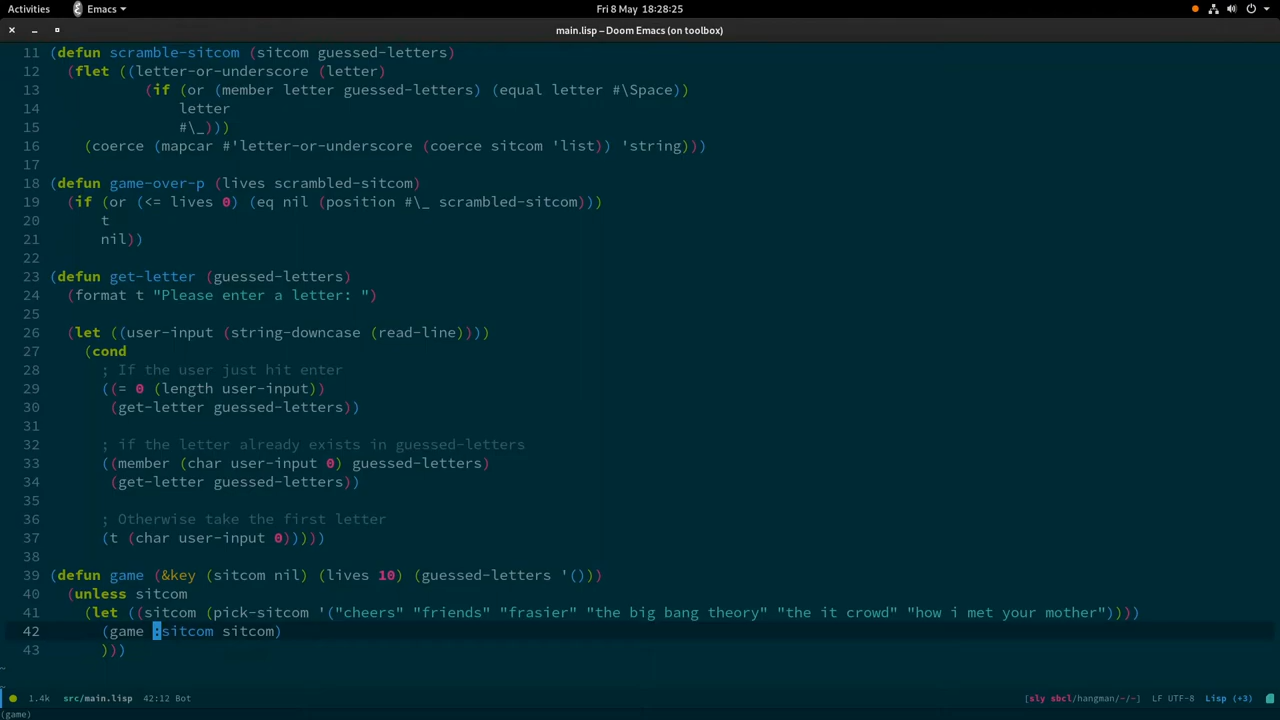 Activities Emacs Fri 8 May 18:28:25
main.lisp – Doom Emacs (on toolbox)
11 (defun scramble-sitcom (sitcom guessed-letters)
12 (flet ((letter-or-underscore (letter)
13 (if (or (member letter guessed-letters) (equal letter #\Space))
14 letter
15 #\_)))
16 (coerce (mapcar #'letter-or-underscore (coerce sitcom 'list)) 'string)))
17
18 (defun game-over-p (lives scrambled-sitcom)
19 (if (or (<= lives 0) (eq nil (position #\_ scrambled-sitcom)))
20 t
21 nil))
22
23 (defun get-letter (guessed-letters)
24 (format t "Please enter a letter: ")
25
26 (let ((user-input (string-downcase (read-line))))
27 (cond
28 ; If the user just hit enter
29 ((= 0 (length user-input))
30 (get-letter guessed-letters))
31
32 ; if the letter already exists in guessed-letters
33 ((member (char user-input 0) guessed-letters)
34 (get-letter guessed-letters))
35
36 ; Otherwise take the first letter
37 (t (char user-input 0)))))
38
39 (defun game (&key (sitcom nil) (lives 10) (guessed-letters '()))
40 (unless sitcom
41 (let ((sitcom (pick-sitcom '("cheers" "friends" "frasier" "the big bang theory" "the it crowd" "how i met your mother"))))
42 (game :sitcom sitcom)
43 )))
~
~
1.4k src/main.lisp 42:12 Bot [sly sbcl/hangman/-/-] LF UTF-8 Lisp (+3)
(game)